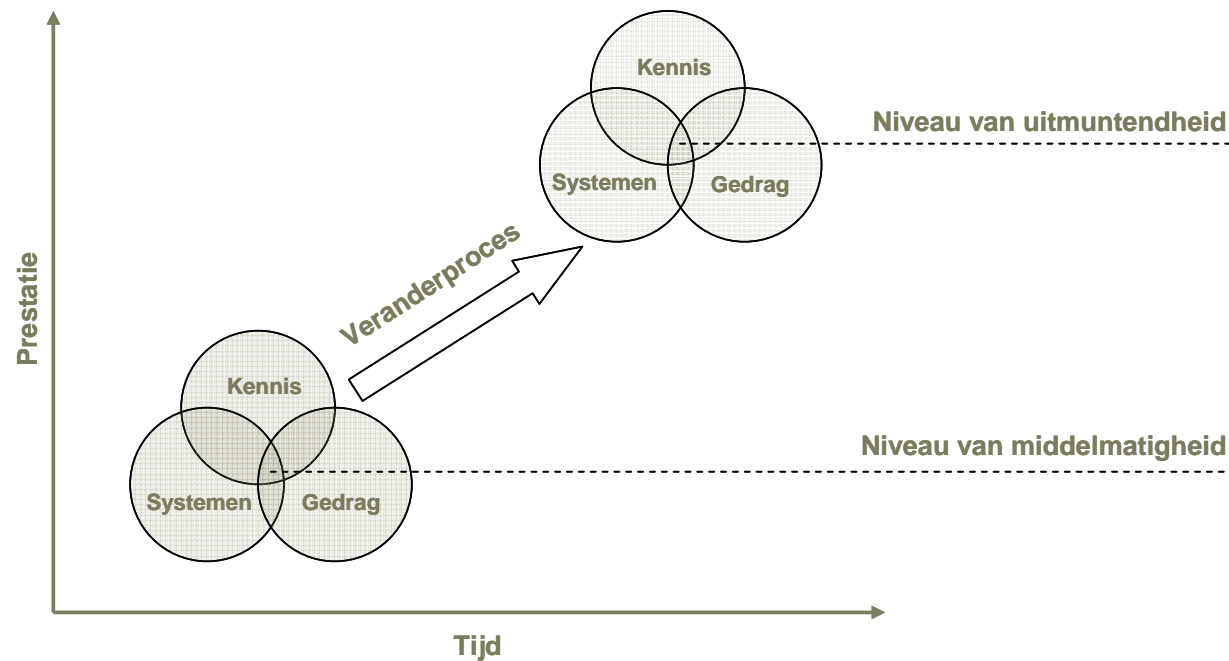 Kennis
Niveau van uitmuntendheid
Systemen
Gedrag
Veranderproces
Prestatie
Kennis
Niveau van middelmatigheid
Systemen
Gedrag
Tijd